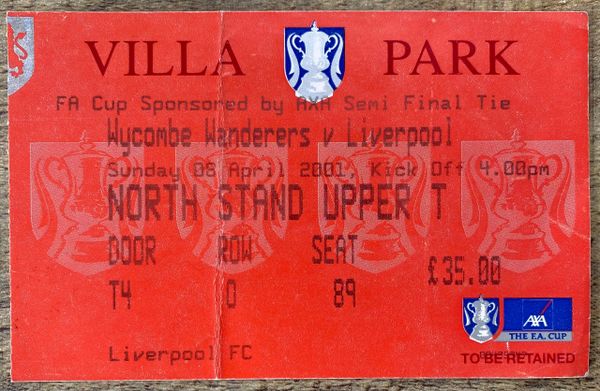 VILLA PARK
FA Cup Sponsored by AXA Semi Final Tie
Wycombe Wanderers v Liverpool
Sunday 08 April 2001, Kick Off 4.00pm
NORTH STAND UPPER T
DOOR ROW SEAT
£35.00
T4 O 89
AXA
THE F.A. CUP
Liverpool FC
TO BE RETAINED